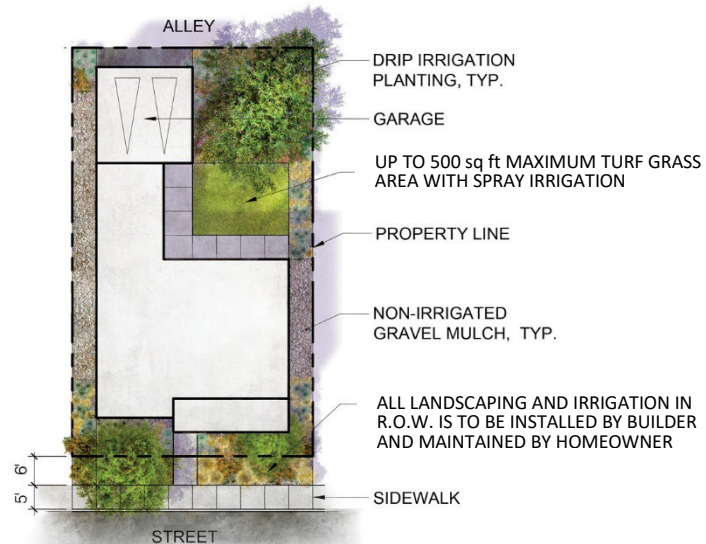 ALLEY
DRIP IRRIGATION
PLANTING, TYP.
GARAGE
UP TO 500 sq ft MAXIMUM TURF GRASS
AREA WITH SPRAY IRRIGATION
PROPERTY LINE
NON-IRRIGATED
GRAVEL MULCH, TYP.
ALL LANDSCAPING AND IRRIGATION IN
R.O.W. IS TO BE INSTALLED BY BUILDER
AND MAINTAINED BY HOMEOWNER
6'
5'
SIDEWALK
STREET